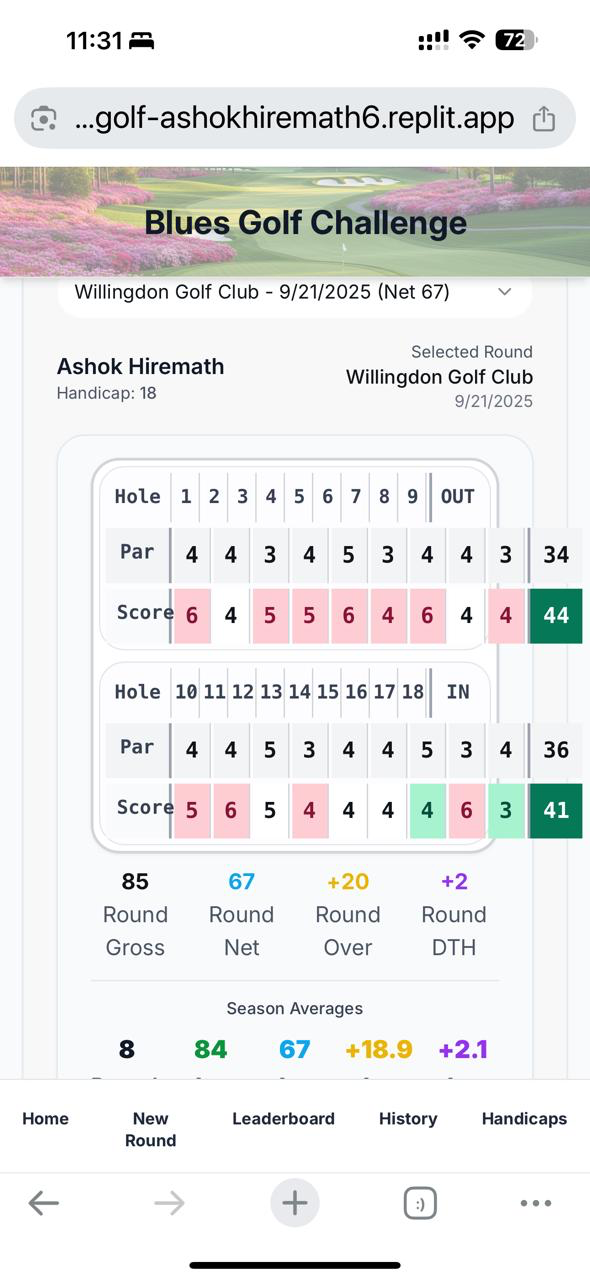 11:31
72
...golf-ashokhiremath6.replit.app
Blues Golf Challenge
Willingdon Golf Club - 9/21/2025 (Net 67)
Ashok Hiremath
Handicap: 18
Selected Round
Willingdon Golf Club
9/21/2025
Hole 1 2 3 4 5 6 7 8 9 OUT
Par 4 4 3 4 5 3 4 4 3 34
Score 6 4 5 5 6 4 6 4 4 44
Hole 10 11 12 13 14 15 16 17 18 IN
Par 4 4 5 3 4 4 5 3 4 36
Score 5 6 5 4 4 4 4 6 3 41
85 67 +20 +2
Round Round Round Round
Gross Net Over DTH
Season Averages
8 84 67 +18.9 +2.1
Home New Round Leaderboard History Handicaps
:)